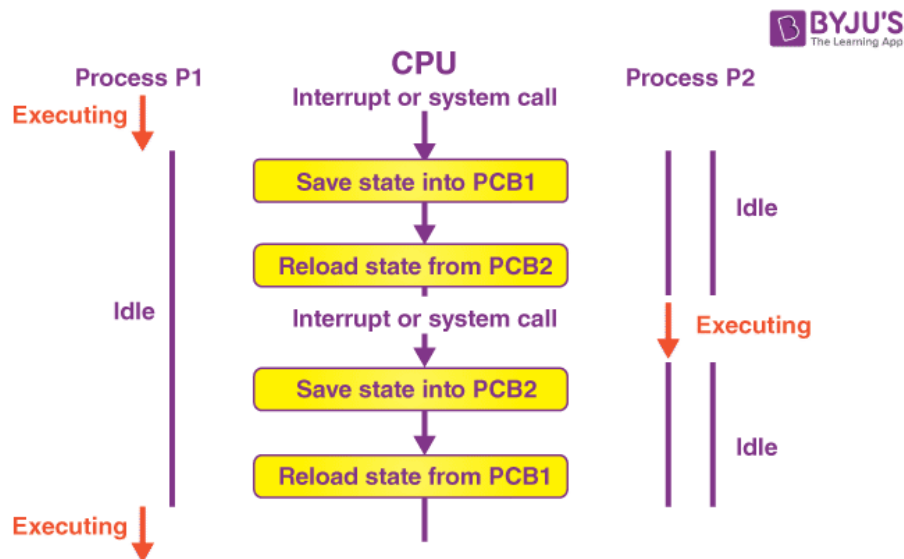 BYJU'S
The Learning App
Process P1
CPU
Process P2
Interrupt or system call
Executing
Save state into PCB1
Idle
Reload state from PCB2
Idle
Interrupt or system call
Executing
Save state into PCB2
Idle
Reload state from PCB1
Executing